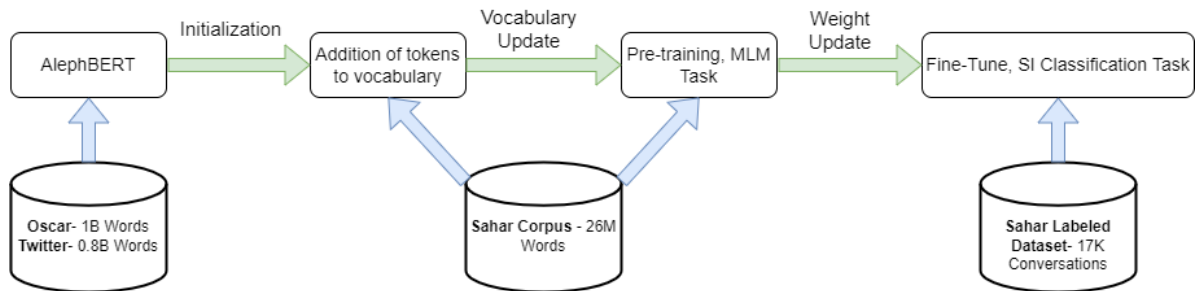 Initialization
Vocabulary
Update
Weight
Update
AlephBERT
Addition of tokens
to vocabulary
Pre-training, MLM
Task
Fine-Tune, SI Classification Task
Oscar- 1B Words
Twitter- 0.8B Words
Sahar Corpus - 26M
Words
Sahar Labeled
Dataset- 17K
Conversations